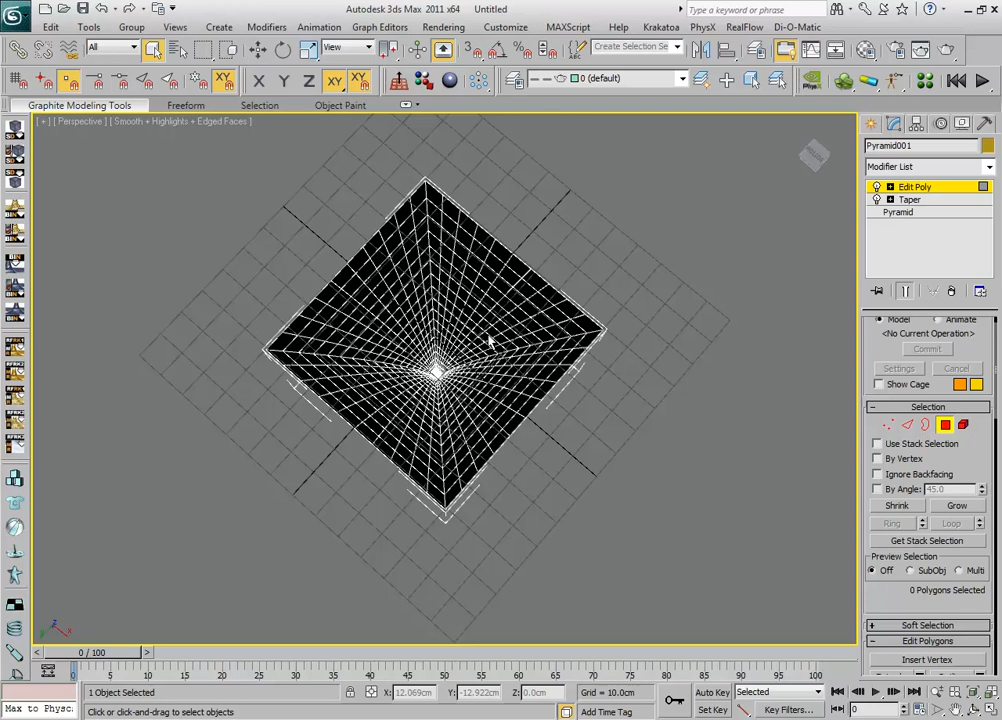 Autodesk 3ds Max 2011 x64    Untitled
Type a keyword or phrase
Edit Tools Group Views Create Modifiers Animation Graph Editors Rendering Customize MAXScript Help Krakatoa PhysX RealFlow Di-O-Matic
All
View
Create Selection Se
X Y Z XY XY
0 (default)
Graphite Modeling Tools Freeform Selection Object Paint
[ + ] [ Perspective ] [ Smooth + Highlights + Edged Faces ]
Pyramid001
Modifier List
Edit Poly
Taper
Pyramid
Model Animate
<No Current Operation>
Commit
Settings Cancel
Show Cage
Selection
Use Stack Selection
By Vertex
Ignore Backfacing
By Angle: 45.0
Shrink Grow
Ring Loop
Get Stack Selection
Preview Selection
Off SubObj Multi
0 Polygons Selected
Soft Selection
Edit Polygons
Insert Vertex
< 0 / 100 >
0 5 10 15 20 25 30 35 40 45 50 55 60 65 70 75 80 85 90 95 100
1 Object Selected X: 12.069cm Y: -12.922cm Z: 0.0cm Grid = 10.0cm Auto Key Selected
Max to Physc Click or click-and-drag to select objects Add Time Tag Set Key Key Filters... 0